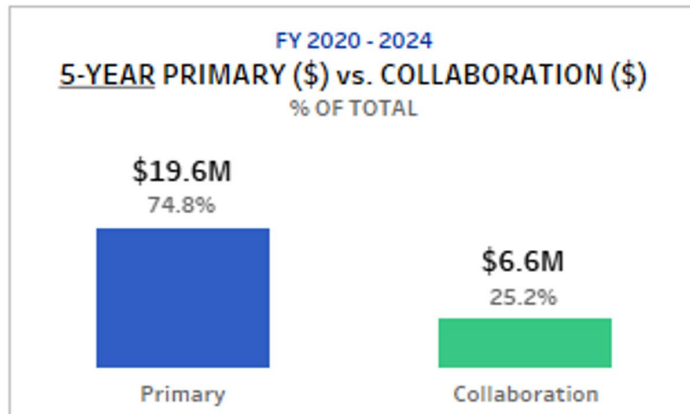 FY 2020 - 2024
5-YEAR PRIMARY ($) vs. COLLABORATION ($)
% OF TOTAL
$19.6M
74.8%
$6.6M
25.2%
Primary
Collaboration